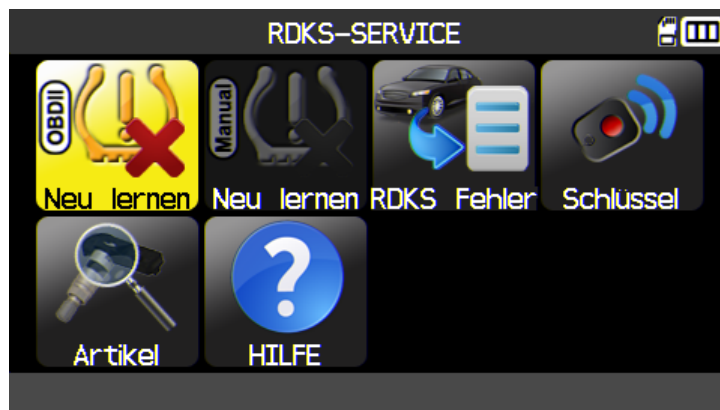 RDKS-SERVICE
OBDII
Manual
Neu lernen Neu lernen RDKS Fehler Schlüssel
?
Artikel HILFE